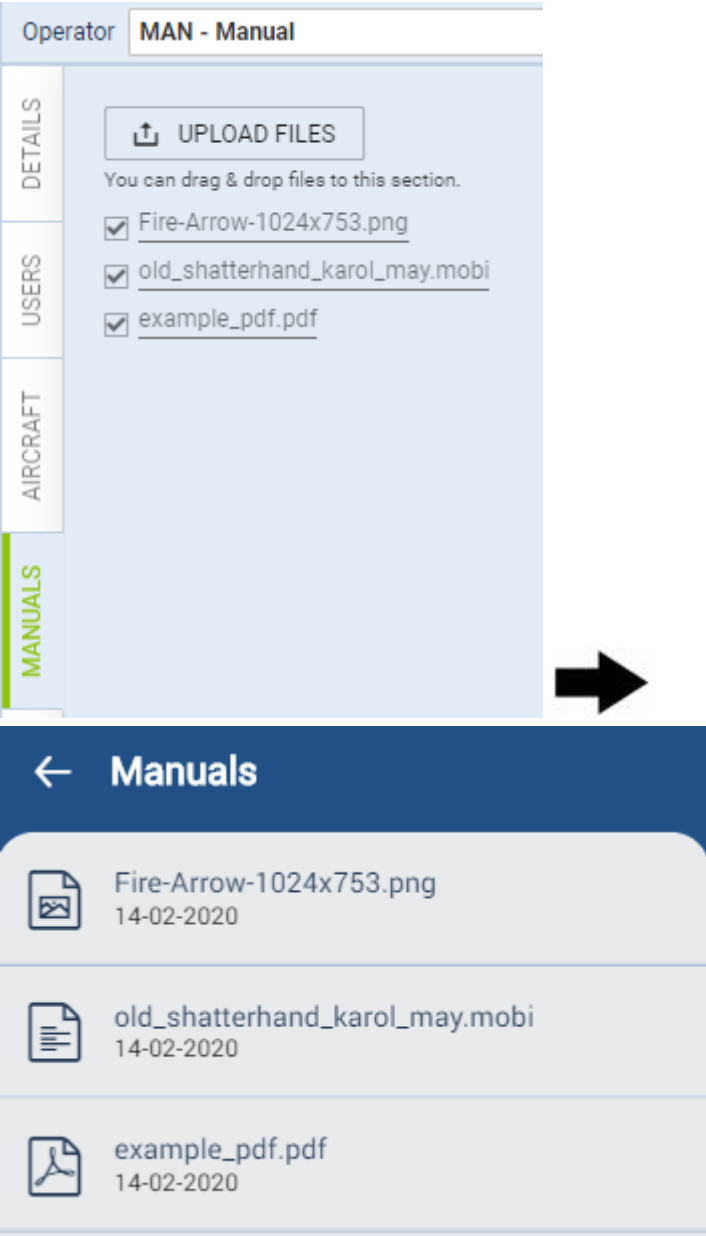 Operator MAN - Manual
DETAILS
USERS
AIRCRAFT
MANUALS
UPLOAD FILES
You can drag & drop files to this section.
Fire-Arrow-1024x753.png
old_shatterhand_karol_may.mobi
example_pdf.pdf
Manuals
Fire-Arrow-1024x753.png
14-02-2020
old_shatterhand_karol_may.mobi
14-02-2020
example_pdf.pdf
14-02-2020